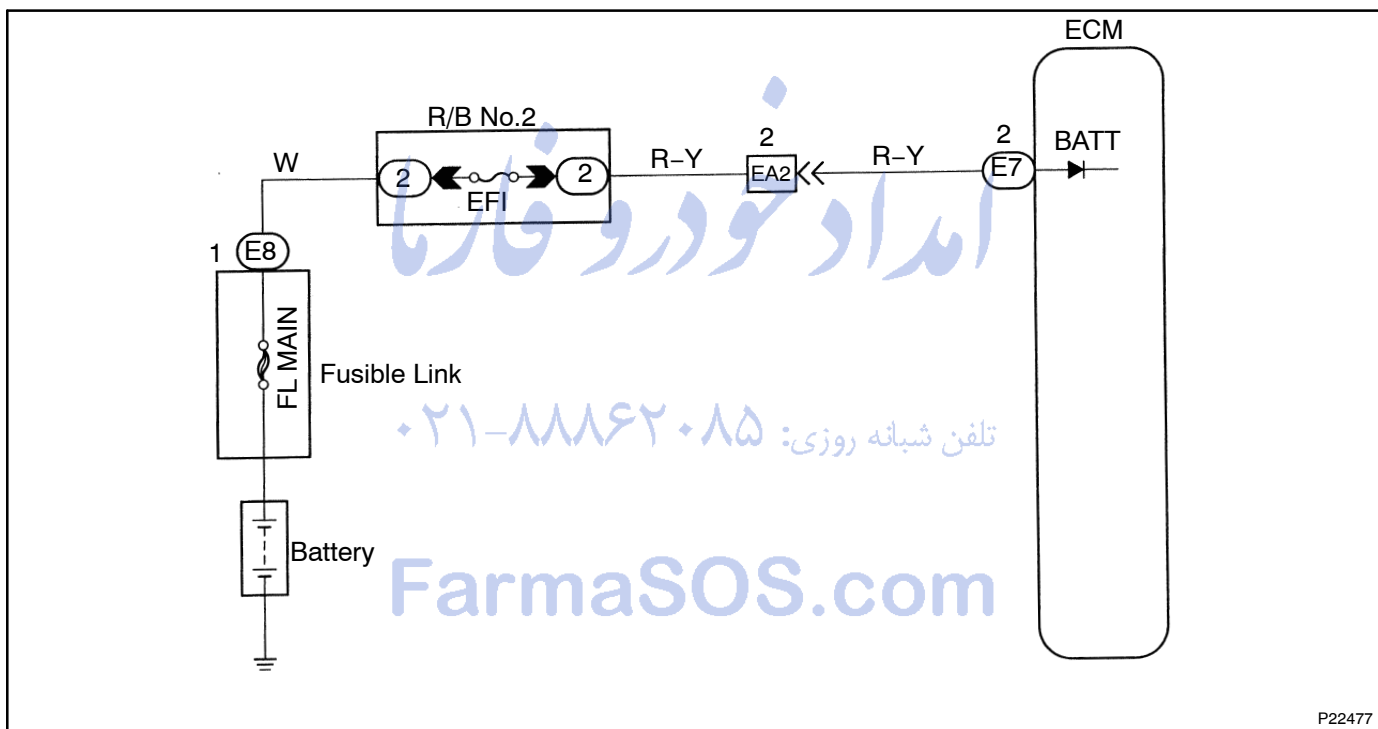 ECM
R/B No.2
W
2
2
EFI
R–Y
2
EA2
R–Y
2
E7
BATT
امداد خودرو فارما
1
E8
FL MAIN
Fusible Link
تلفن شبانه روزی: ۰۲۱-۸۸۸۶۲۰۸۵
Battery
FarmaSOS.com
P22477